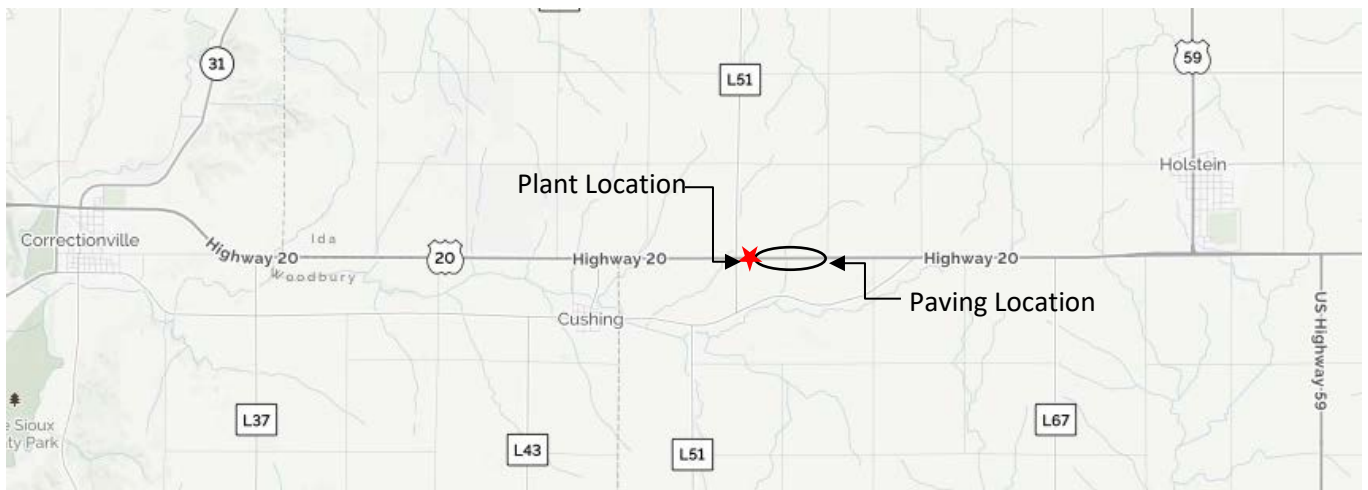 31
L51
59
Holstein
Plant Location
Correctionville
Highway 20
Ida
Woodbury
20
Highway 20
Highway 20
Paving Location
Cushing
US Highway 59
Sioux
ty Park
L37
L43
L51
L67